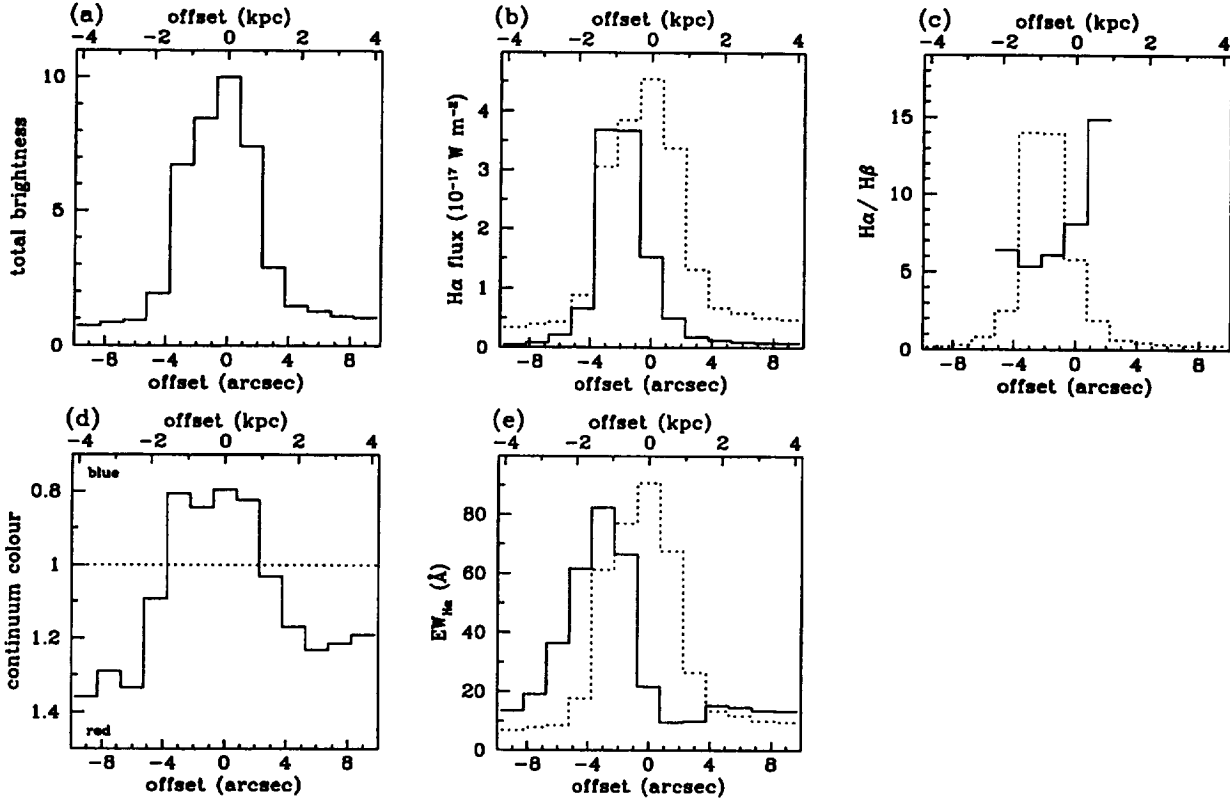 (a)
offset (kpc)
−4 −2 0 2 4
total brightness
10
5
0
−8 −4 0 4 8
offset (arcsec)
(b)
offset (kpc)
−4 −2 0 2 4
Hα flux (10⁻¹⁷ W m⁻²)
4
3
2
1
0
−8 −4 0 4 8
offset (arcsec)
(c)
offset (kpc)
−4 −2 0 2 4
Hα/ Hβ
15
10
5
0
−8 −4 0 4 8
offset (arcsec)
(d)
offset (kpc)
−4 −2 0 2 4
continuum colour
blue
0.8
1
1.2
1.4
red
−8 −4 0 4 8
offset (arcsec)
(e)
offset (kpc)
−4 −2 0 2 4
EW_Hα (Å)
80
60
40
20
0
−8 −4 0 4 8
offset (arcsec)